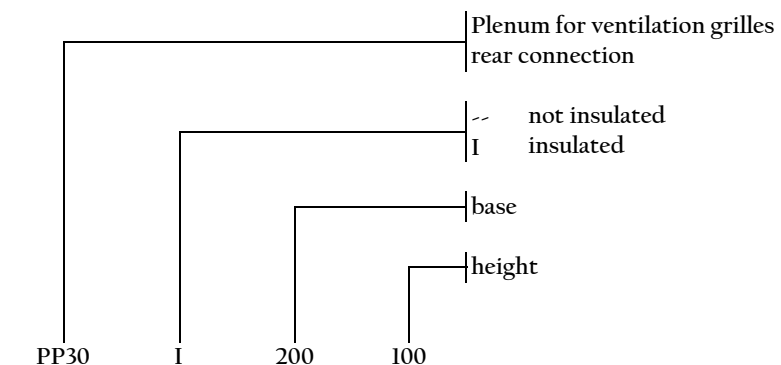 Plenum for ventilation grilles
rear connection
-- not insulated
I insulated
base
height
PP30 I 200 100